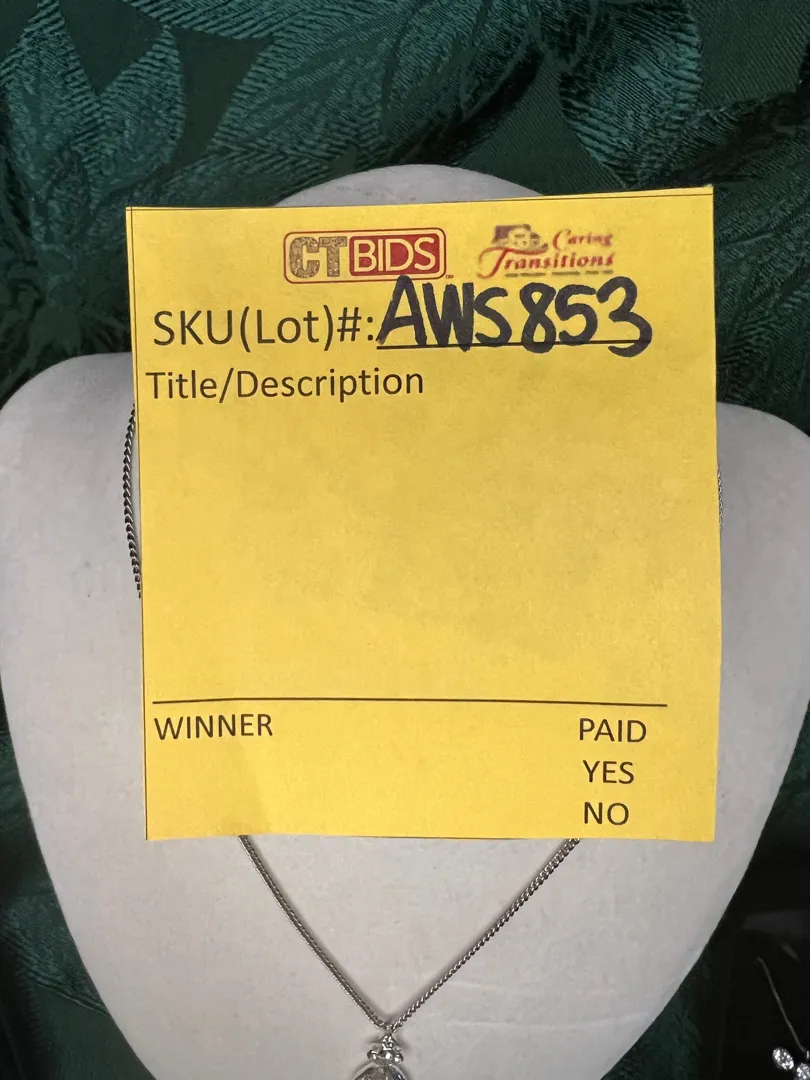 CTBIDS Caring Transitions
SKU(Lot)#: AWS853
Title/Description
WINNER PAID
YES
NO